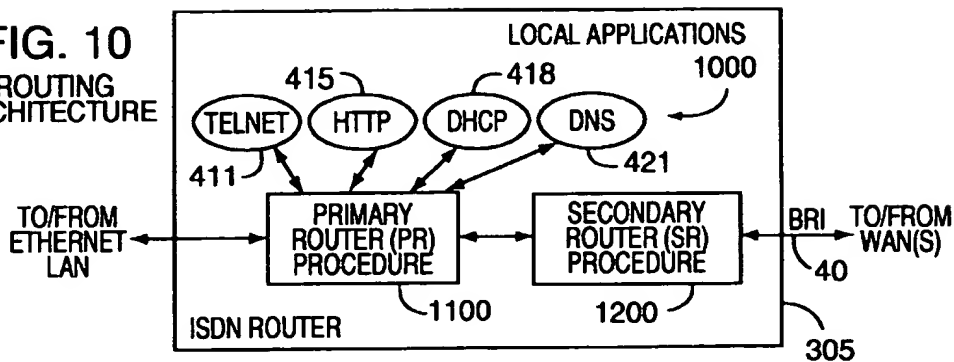 FIG. 10
ROUTING
CHITECTURE
LOCAL APPLICATIONS
1000
415
418
TELNET
HTTP
DHCP
DNS
411
421
TO/FROM
ETHERNET
LAN
PRIMARY
ROUTER (PR)
PROCEDURE
SECONDARY
ROUTER (SR)
PROCEDURE
BRI
40
TO/FROM
WAN(S)
1100
1200
ISDN ROUTER
305